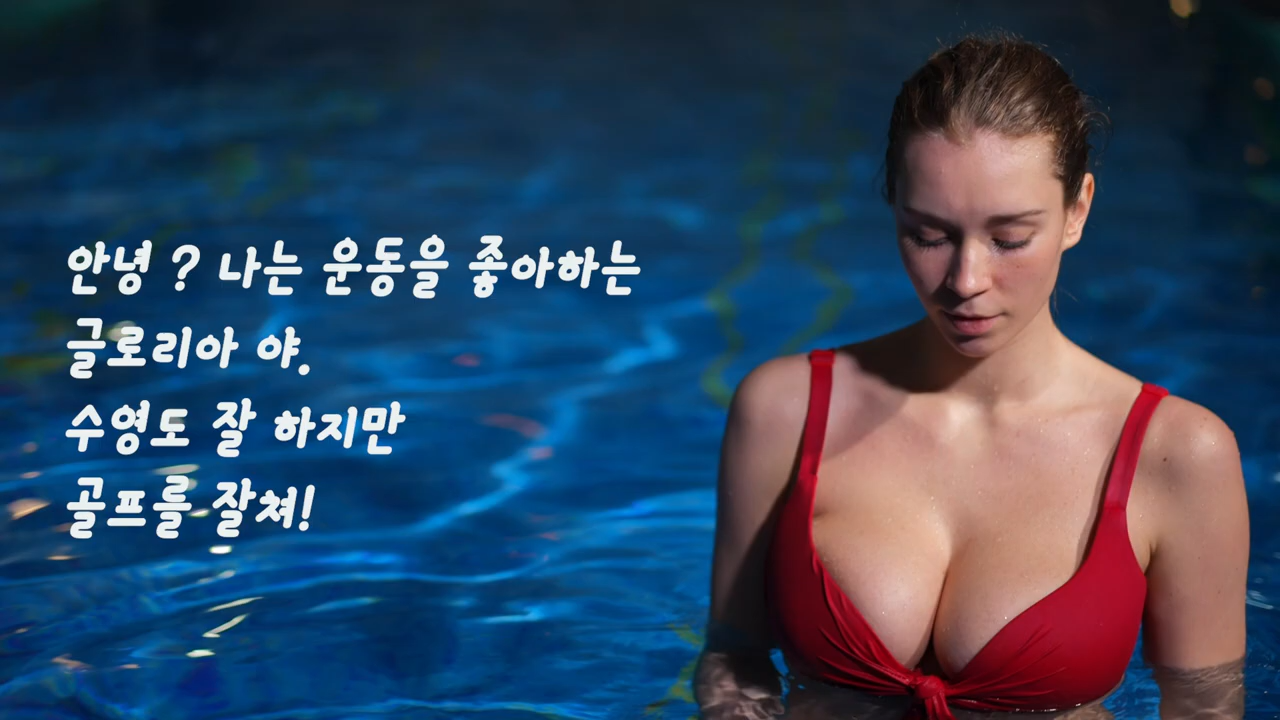 안녕 ? 나는 운동을 좋아하는
글로리아 야.
수영도 잘 하지만
골프를 잘쳐!